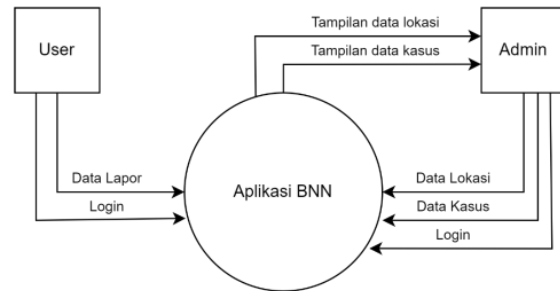 Tampilan data lokasi
User
Tampilan data kasus
Admin
Data Lapor
Aplikasi BNN
Data Lokasi
Login
Data Kasus
Login